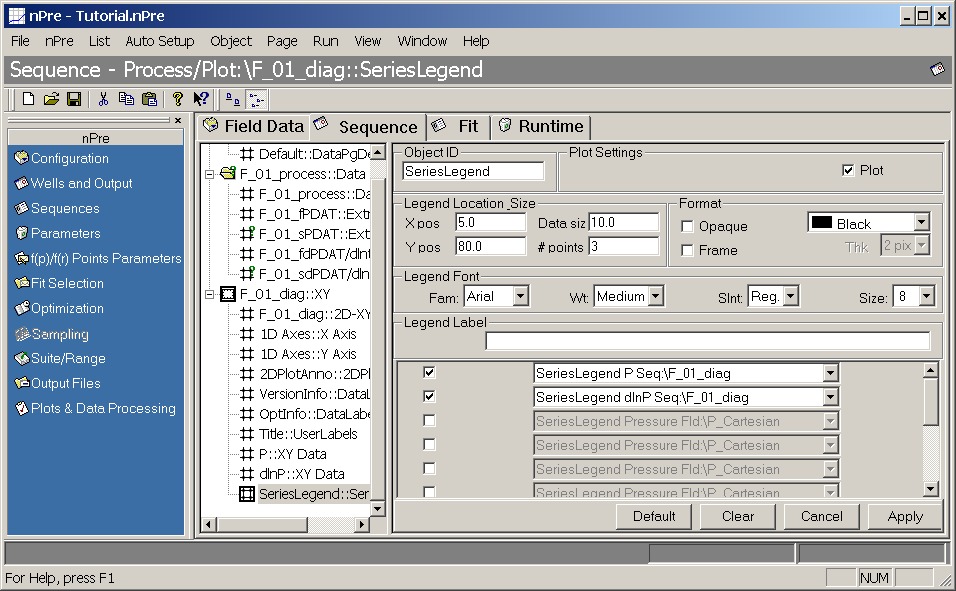 nPre - Tutorial.nPre
File nPre List Auto Setup Object Page Run View Window Help
Sequence - Process/Plot:\F_01_diag::SeriesLegend
nPre
Configuration
Wells and Output
Sequences
Parameters
f(p)/f(r) Points Parameters
Fit Selection
Optimization
Sampling
Suite/Range
Output Files
Plots & Data Processing
Field Data Sequence Fit Runtime
Default::DataPgDe
F_01_process::Data
F_01_process::Da
F_01_fPDAT::Extr
F_01_sPDAT::Ext
F_01_fdPDAT/dlnt
F_01_sdPDAT/dln
F_01_diag::XY
F_01_diag::2D-XY
1D Axes::X Axis
1D Axes::Y Axis
2DPlotAnno::2DPl
VersionInfo::DataL
OptInfo::DataLabe
Title::UserLabels
P::XY Data
dlnP::XY Data
SeriesLegend::Ser
Object ID
SeriesLegend
Plot Settings
Plot
Legend Location_Size
X pos 5.0 Data siz 10.0
Y pos 80.0 # points 3
Format
Opaque Black
Frame Thk 2 pix
Legend Font
Fam: Arial Wt: Medium Slnt: Reg. Size: 8
Legend Label
SeriesLegend P Seq:\F_01_diag
SeriesLegend dlnP Seq:\F_01_diag
SeriesLegend Pressure Fld:\P_Cartesian
SeriesLegend Pressure Fld:\P_Cartesian
SeriesLegend Pressure Fld:\P_Cartesian
SeriesLegend Pressure Fld:\P_Cartesian
Default Clear Cancel Apply
For Help, press F1
NUM